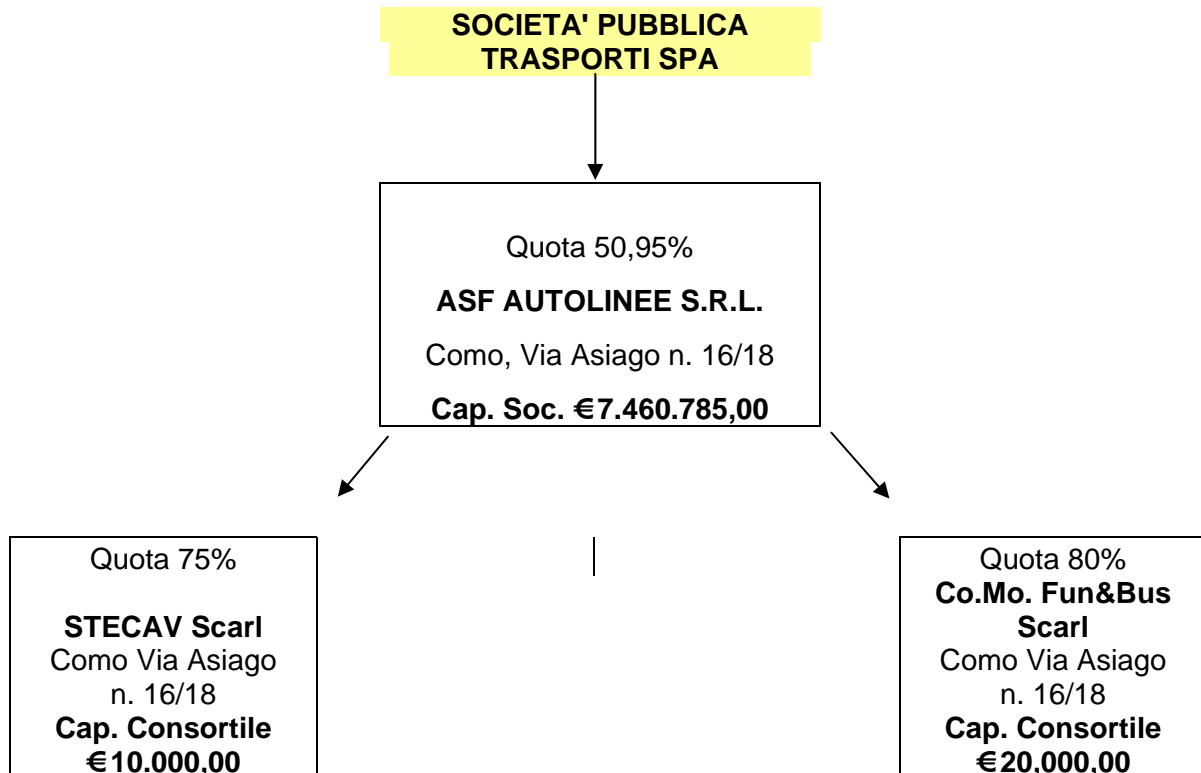 SOCIETA' PUBBLICA
TRASPORTI SPA
Quota 50,95%
ASF AUTOLINEE S.R.L.
Como, Via Asiago n. 16/18
Cap. Soc. €7.460.785,00
Quota 75%
STECAV Scarl
Como Via Asiago
n. 16/18
Cap. Consortile
€10.000,00
Quota 80%
Co.Mo. Fun&Bus
Scarl
Como Via Asiago
n. 16/18
Cap. Consortile
€20,000,00